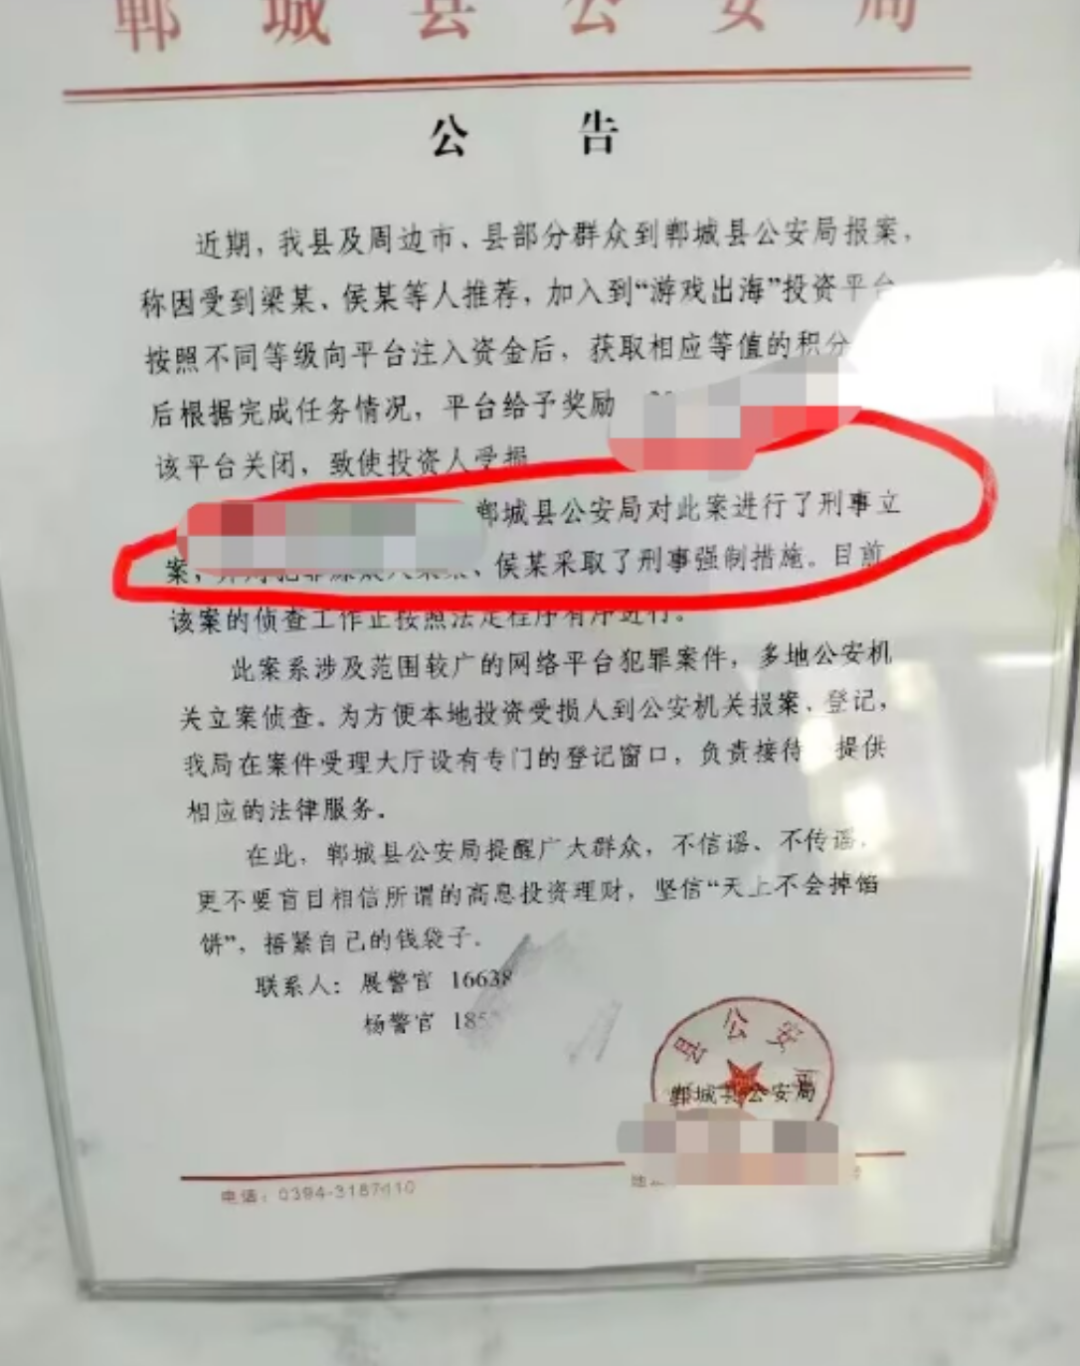 郸城县公安局
公告
近期，我县及周边市、县部分群众到郸城县公安局报案，
称因受到梁某、侯某等人推荐，加入到“游戏出海”投资平台
按照不同等级向平台注入资金后，获取相应等值的积分
后根据完成任务情况，平台给予奖励
该平台关闭，致使投资人受损
郸城县公安局对此案进行了刑事立
案，并对犯罪嫌疑人梁某、侯某采取了刑事强制措施。目前
该案的侦查工作正按照法定程序有序进行。
此案系涉及范围较广的网络平台犯罪案件，多地公安机
关立案侦查。为方便本地投资受损人到公安机关报案、登记，
我局在案件受理大厅设有专门的登记窗口，负责接待 提供
相应的法律服务。
在此，郸城县公安局提醒广大群众，不信谣、不传谣，
更不要盲目相信所谓的高息投资理财，坚信“天上不会掉馅
饼”，捂紧自己的钱袋子.
联系人：展警官 16638
杨警官 185
县公安局
郸城县公安局
电话：0394-3187110